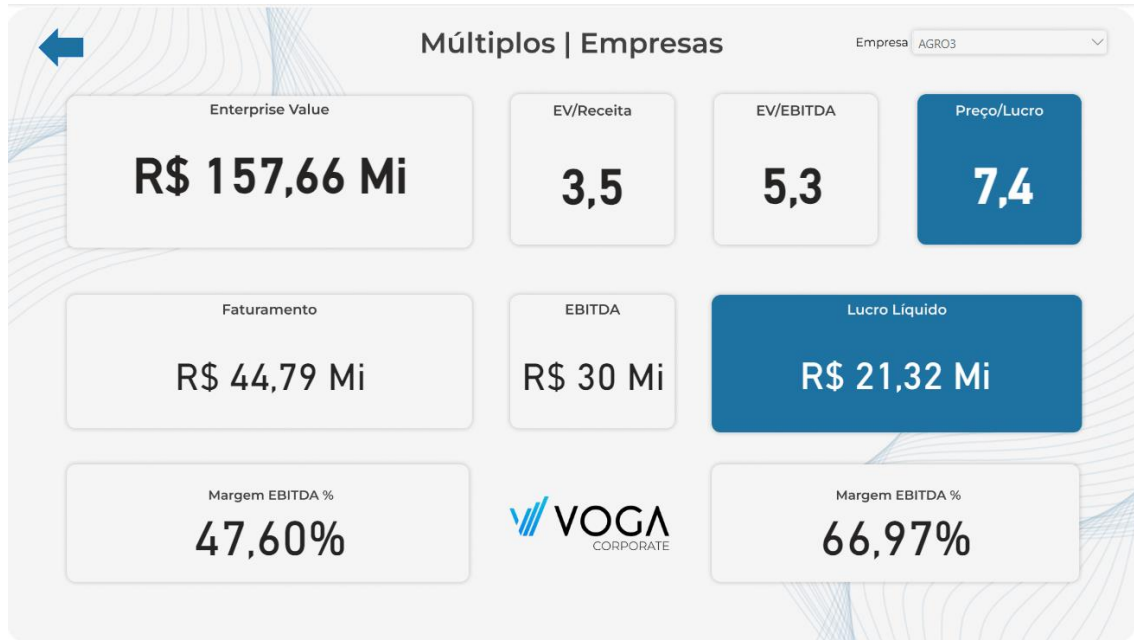 Múltiplos | Empresas
Empresa AGRO3
Enterprise Value
R$ 157,66 Mi
EV/Receita
3,5
EV/EBITDA
5,3
Preço/Lucro
7,4
Faturamento
R$ 44,79 Mi
EBITDA
R$ 30 Mi
Lucro Líquido
R$ 21,32 Mi
Margem EBITDA %
47,60%
VOGA
CORPORATE
Margem EBITDA %
66,97%